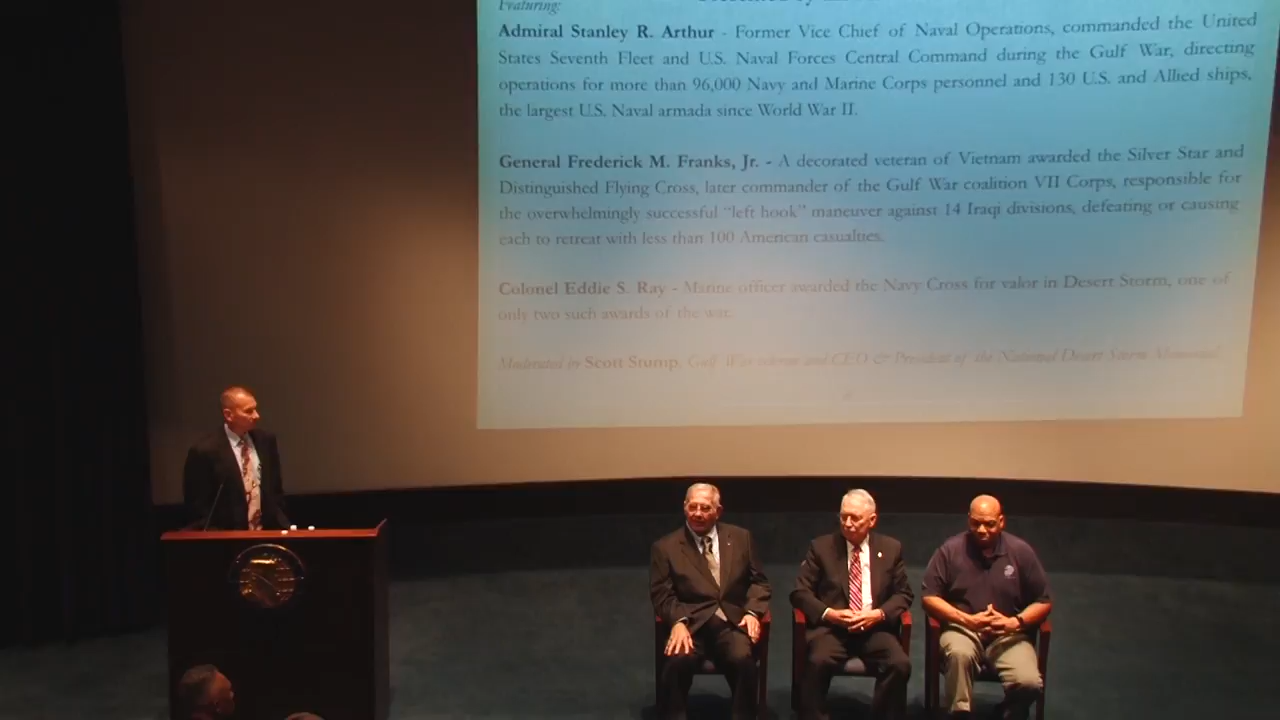 Featuring:
Admiral Stanley R. Arthur - Former Vice Chief of Naval Operations, commanded the United
States Seventh Fleet and U.S. Naval Forces Central Command during the Gulf War, directing
operations for more than 96,000 Navy and Marine Corps personnel and 130 U.S. and Allied ships,
the largest U.S. Naval armada since World War II.
General Frederick M. Franks, Jr. - A decorated veteran of Vietnam awarded the Silver Star and
Distinguished Flying Cross, later commander of the Gulf War coalition VII Corps, responsible for
the overwhelmingly successful "left hook" maneuver against 14 Iraqi divisions, defeating or causing
each to retreat with less than 100 American casualties.
Colonel Eddie S. Ray - Marine officer awarded the Navy Cross for valor in Desert Storm, one of
only two such awards of the war.
Moderated by Scott Stump, Gulf War veteran and CEO & President of the National Desert Storm Memorial